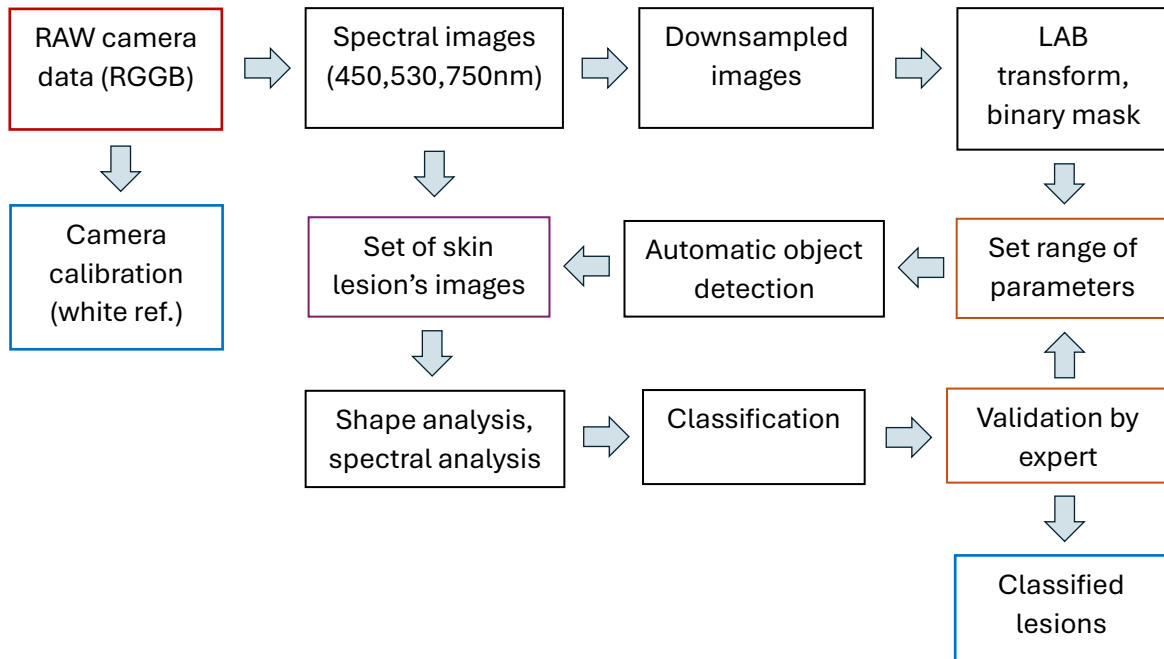 RAW camera
data (RGGB)
Spectral images
(450,530,750nm)
Downsampled
images
LAB
transform,
binary mask
Camera
calibration
(white ref.)
Set of skin
lesion’s images
Automatic object
detection
Set range of
parameters
Shape analysis,
spectral analysis
Classification
Validation by
expert
Classified
lesions